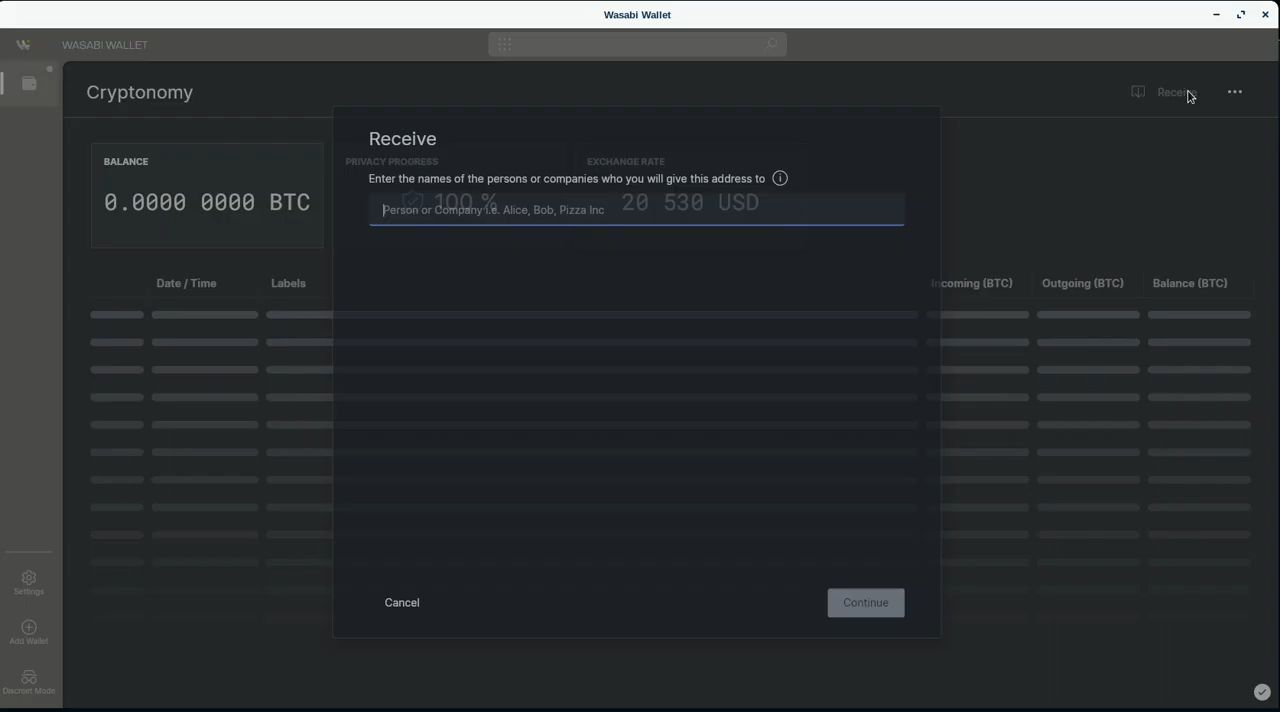 Wasabi Wallet
WASABI WALLET
Cryptonomy
Receive
Receive
BALANCE
PRIVACY PROGRESS
EXCHANGE RATE
Enter the names of the persons or companies who you will give this address to
0.0000 0000 BTC
100 %
20 530 USD
Person or Company i.e. Alice, Bob, Pizza Inc
Date / Time
Labels
Incoming (BTC)
Outgoing (BTC)
Balance (BTC)
Settings
Cancel
Continue
Add Wallet
Discreet Mode